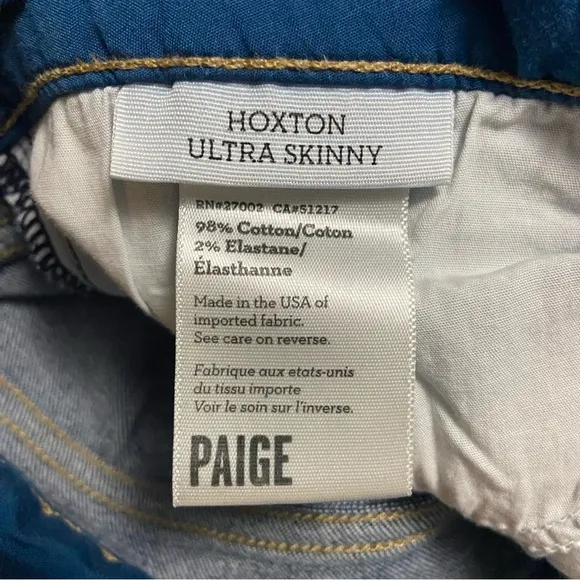 HOXTON
ULTRA SKINNY
RN#27002 CA#51217
98% Cotton/Coton
2% Elastane/
Élasthanne
Made in the USA of
imported fabric.
See care on reverse.
Fabrique aux etats-unis
du tissu importe
Voir le soin sur l'inverse.
PAIGE